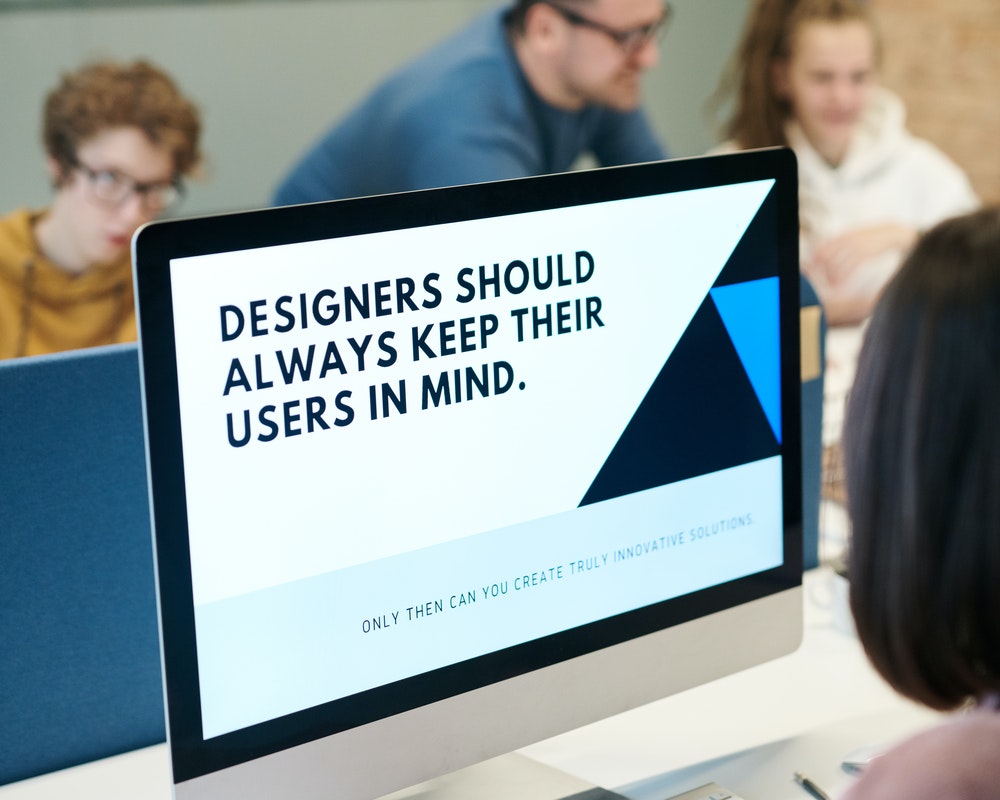 DESIGNERS SHOULD
ALWAYS KEEP THEIR
USERS IN MIND.
ONLY THEN CAN YOU CREATE TRULY INNOVATIVE SOLUTIONS.